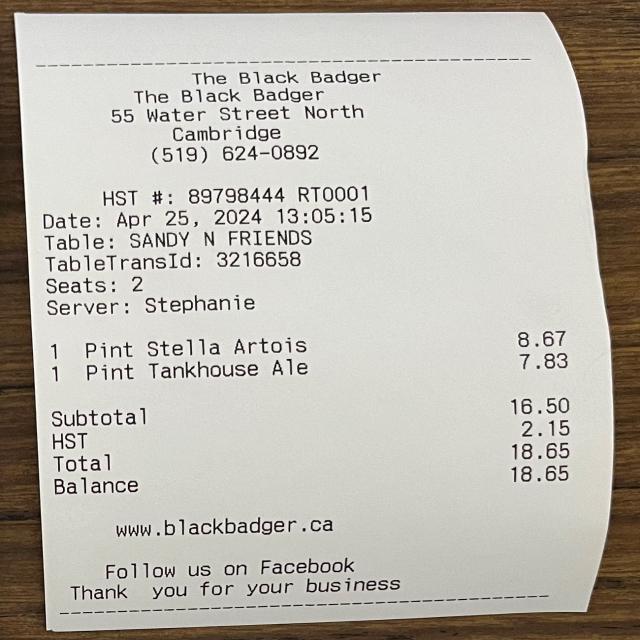 The Black Badger
The Black Badger
55 Water Street North
Cambridge
(519) 624-0892
HST #: 89798444 RT0001
Date: Apr 25, 2024 13:05:15
Table: SANDY N FRIENDS
TableTransId: 3216658
Seats: 2
Server: Stephanie
1 Pint Stella Artois 8.67
1 Pint Tankhouse Ale 7.83
Subtotal 16.50
HST 2.15
Total 18.65
Balance 18.65
www.blackbadger.ca
Follow us on Facebook
Thank you for your business